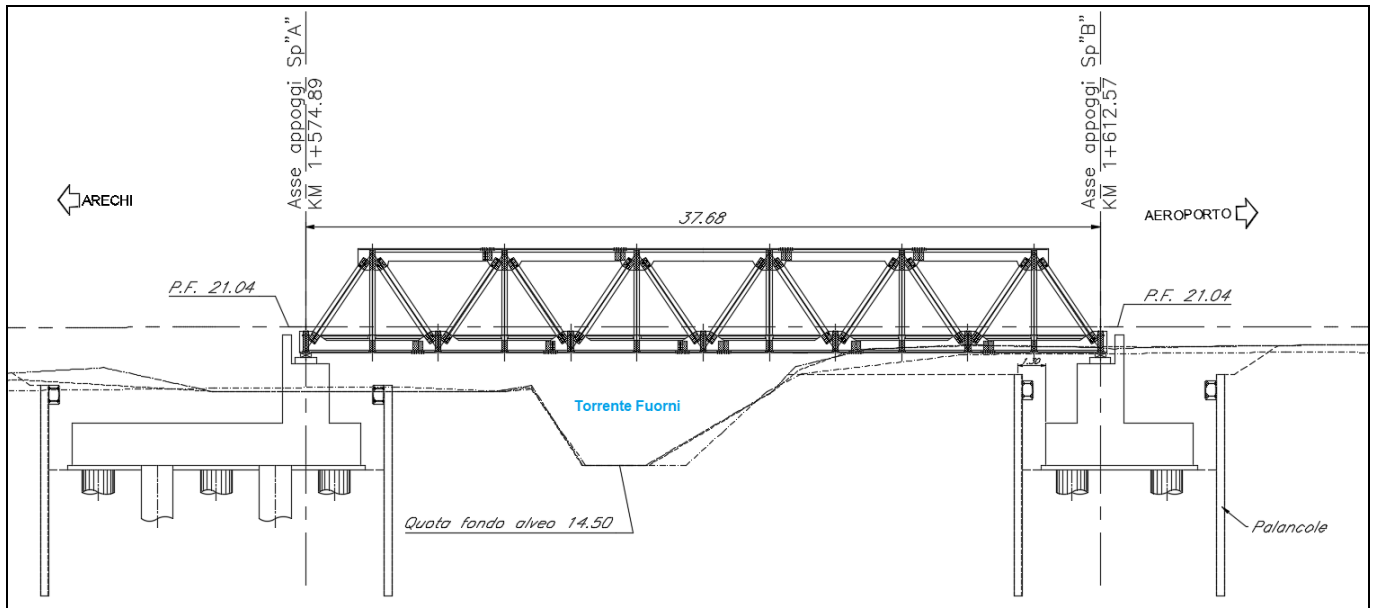 Asse appoggi Sp"A"
KM 1+574.89
Asse appoggi Sp"B"
KM 1+612.57
ARECHI
AEROPORTO
37.68
P.F. 21.04
P.F. 21.04
Torrente Fuorni
Quota fondo alveo 14.50
Palancole